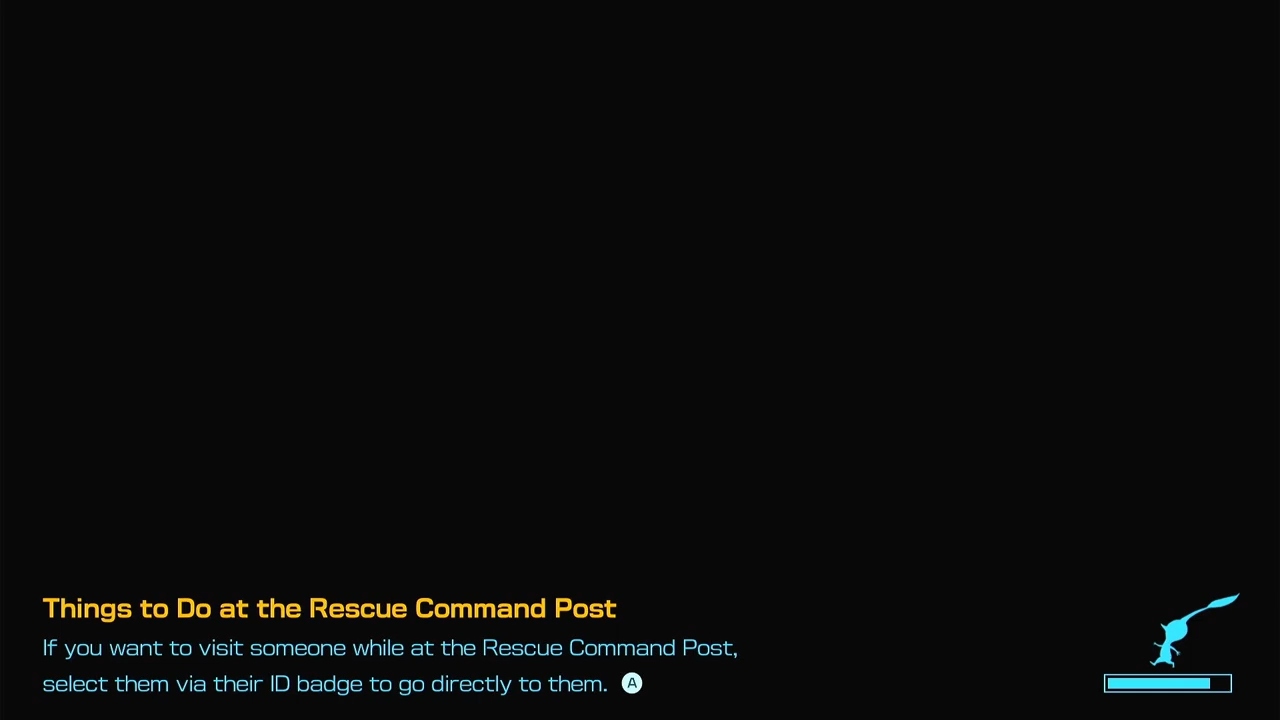 Things to Do at the Rescue Command Post
If you want to visit someone while at the Rescue Command Post,
select them via their ID badge to go directly to them. A